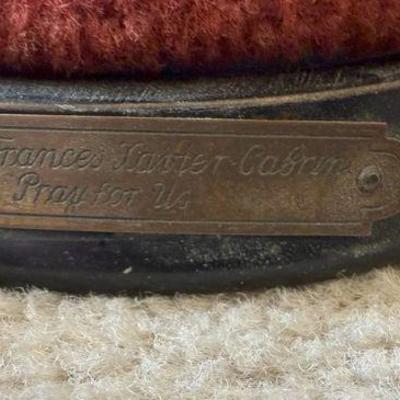 Frances Xavier Cabrini
Pray for Us